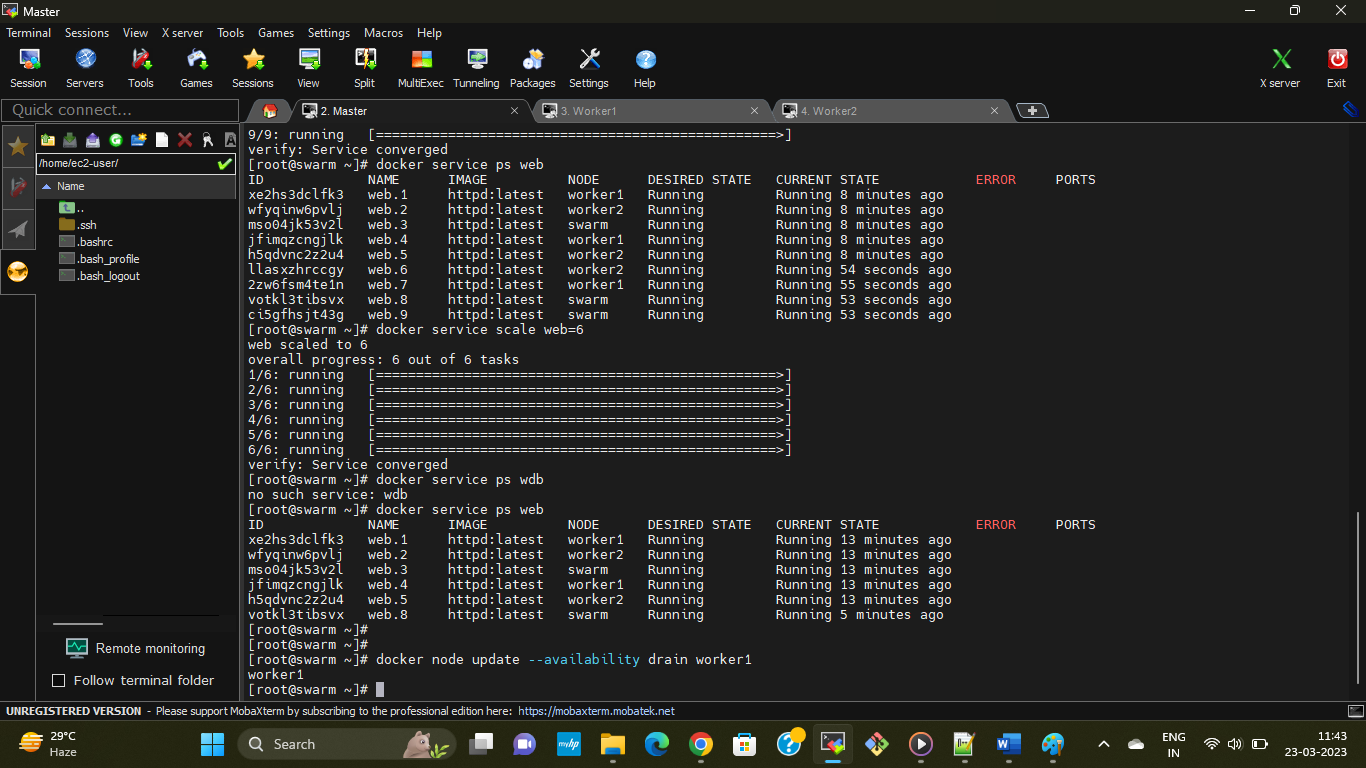 Master
Terminal Sessions View X server Tools Games Settings Macros Help
Session Servers Tools Games Sessions View Split MultiExec Tunneling Packages Settings Help X server Exit
Quick connect...
2. Master
3. Worker1
4. Worker2
/home/ec2-user/
Name
..
.ssh
.bashrc
.bash_profile
.bash_logout
Remote monitoring
Follow terminal folder
9/9: running [==================================================>]
verify: Service converged
[root@swarm ~]# docker service ps web
ID NAME IMAGE NODE DESIRED STATE CURRENT STATE ERROR PORTS
xe2hs3dclfk3 web.1 httpd:latest worker1 Running Running 8 minutes ago
wfyqinw6pvlj web.2 httpd:latest worker2 Running Running 8 minutes ago
mso04jk53v2l web.3 httpd:latest swarm Running Running 8 minutes ago
jfimqzcngjlk web.4 httpd:latest worker1 Running Running 8 minutes ago
h5qdvnc2z2u4 web.5 httpd:latest worker2 Running Running 8 minutes ago
llasxzhrccgy web.6 httpd:latest worker2 Running Running 54 seconds ago
2zw6fsm4te1n web.7 httpd:latest worker1 Running Running 55 seconds ago
votkl3tibsvx web.8 httpd:latest swarm Running Running 53 seconds ago
ci5gfhsjt43g web.9 httpd:latest swarm Running Running 53 seconds ago
[root@swarm ~]# docker service scale web=6
web scaled to 6
overall progress: 6 out of 6 tasks
1/6: running [==================================================>]
2/6: running [==================================================>]
3/6: running [==================================================>]
4/6: running [==================================================>]
5/6: running [==================================================>]
6/6: running [==================================================>]
verify: Service converged
[root@swarm ~]# docker service ps wdb
no such service: wdb
[root@swarm ~]# docker service ps web
ID NAME IMAGE NODE DESIRED STATE CURRENT STATE ERROR PORTS
xe2hs3dclfk3 web.1 httpd:latest worker1 Running Running 13 minutes ago
wfyqinw6pvlj web.2 httpd:latest worker2 Running Running 13 minutes ago
mso04jk53v2l web.3 httpd:latest swarm Running Running 13 minutes ago
jfimqzcngjlk web.4 httpd:latest worker1 Running Running 13 minutes ago
h5qdvnc2z2u4 web.5 httpd:latest worker2 Running Running 13 minutes ago
votkl3tibsvx web.8 httpd:latest swarm Running Running 5 minutes ago
[root@swarm ~]#
[root@swarm ~]#
[root@swarm ~]# docker node update --availability drain worker1
worker1
[root@swarm ~]#
UNREGISTERED VERSION - Please support MobaXterm by subscribing to the professional edition here: https://mobaxterm.mobatek.net
29°C
Haze
Search
myhp
ENG
IN
11:43
23-03-2023